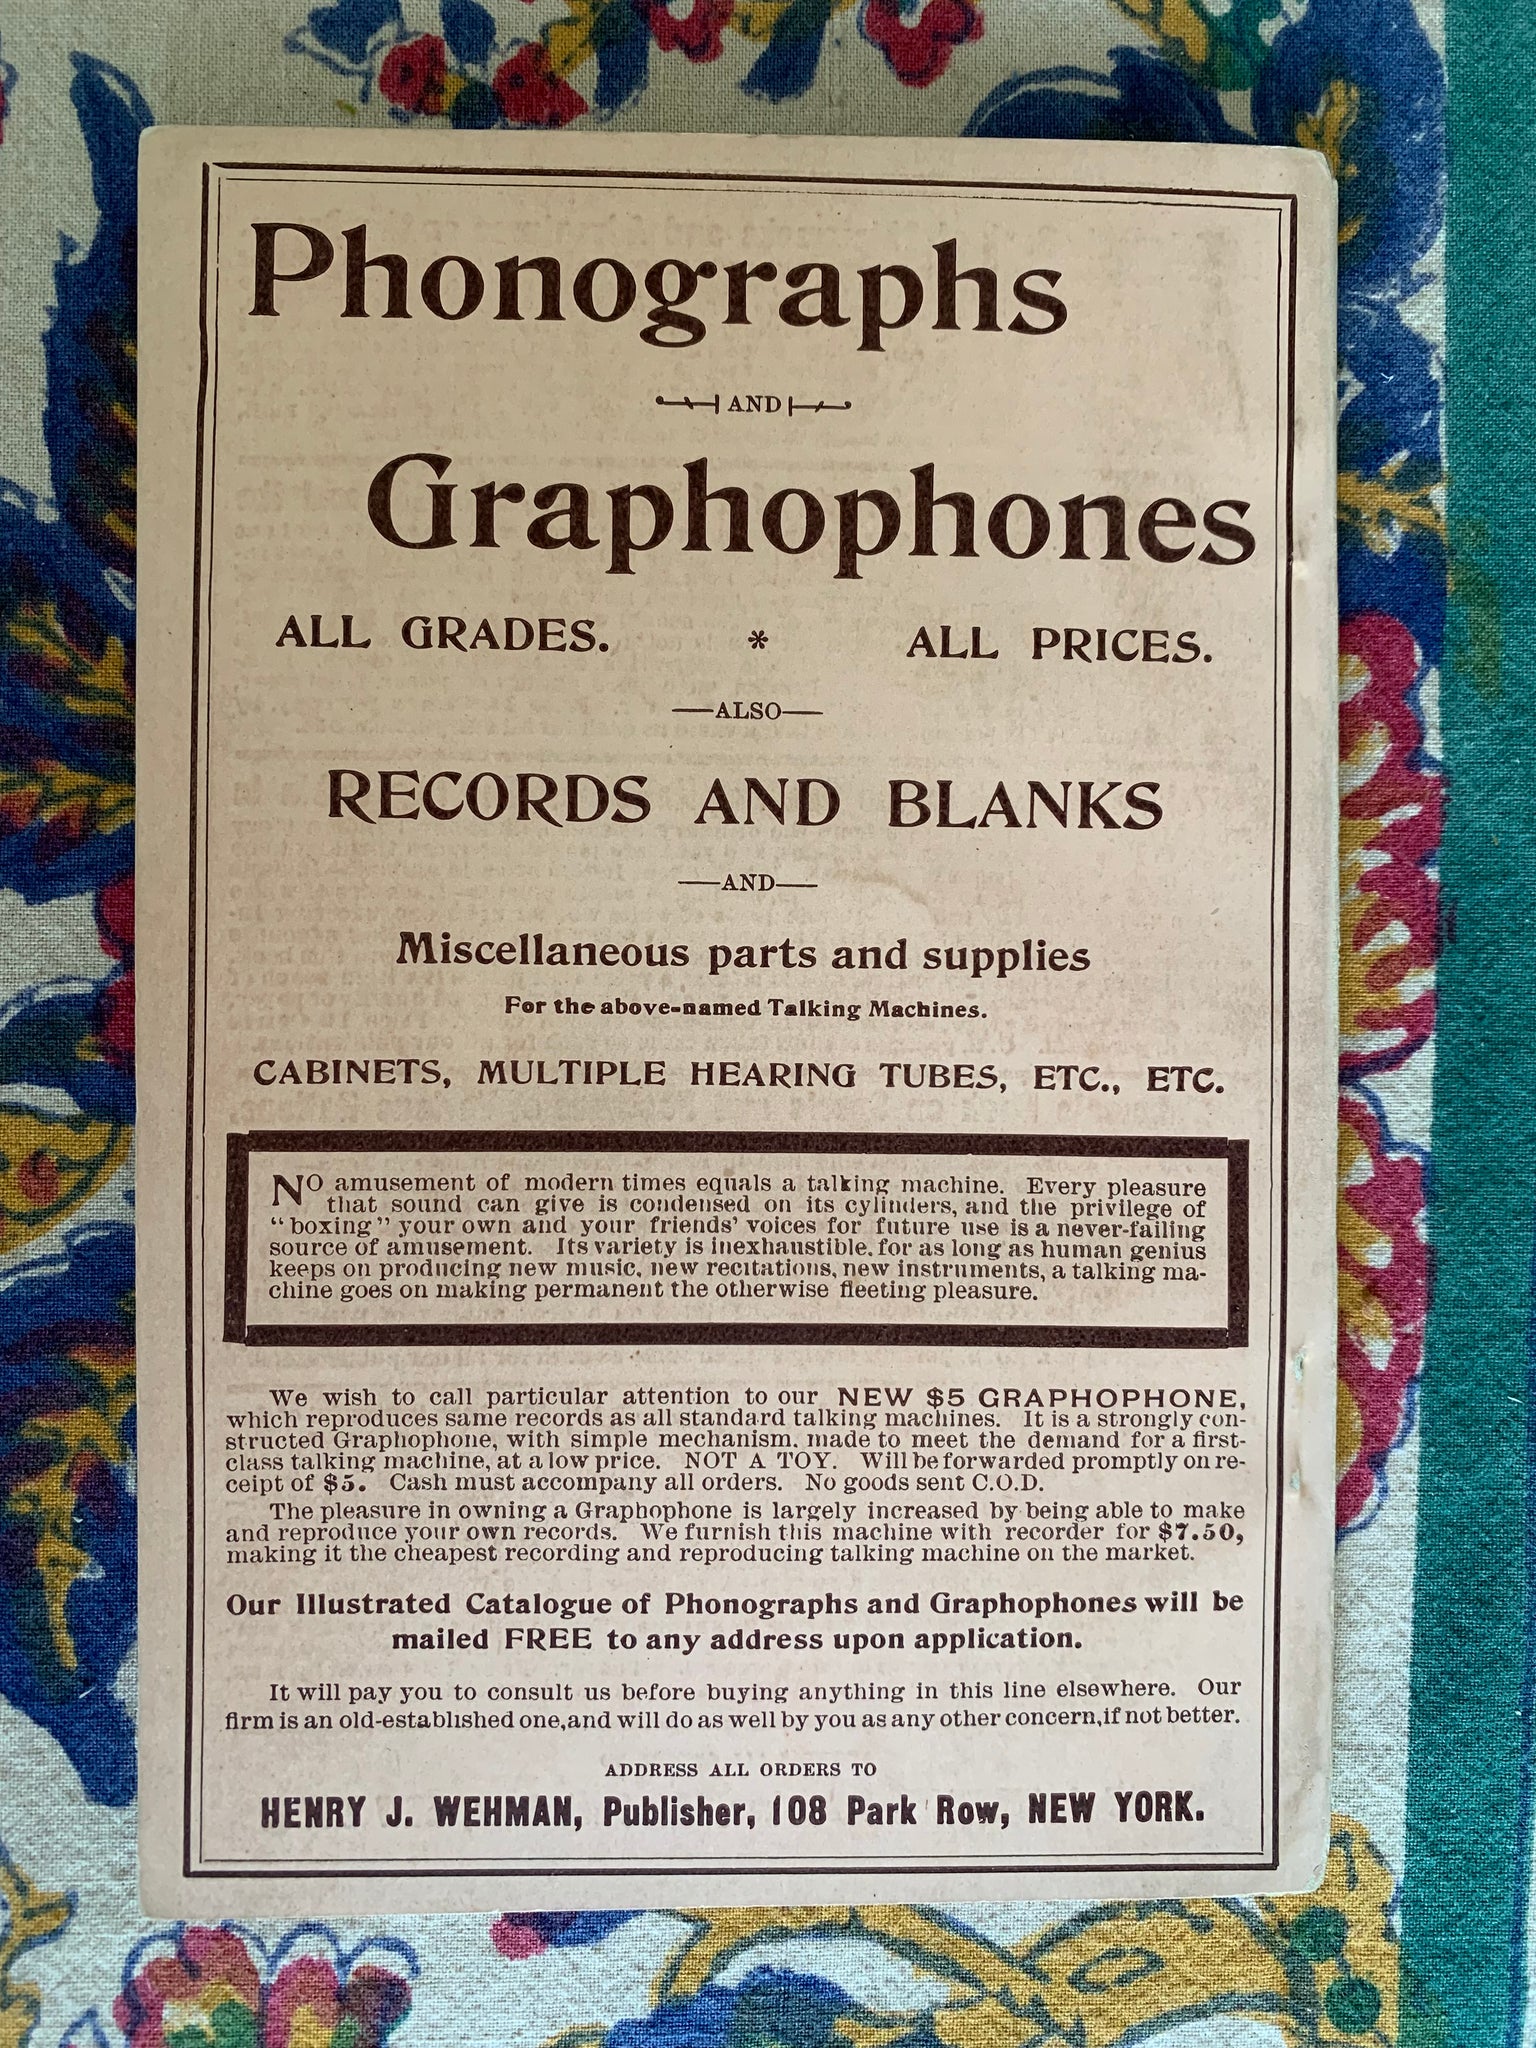 Phonographs
AND
Graphophones
ALL GRADES. * ALL PRICES.
—ALSO—
RECORDS AND BLANKS
—AND—
Miscellaneous parts and supplies
For the above-named Talking Machines.
CABINETS, MULTIPLE HEARING TUBES, ETC., ETC.
NO amusement of modern times equals a talking machine. Every pleasure
that sound can give is condensed on its cylinders, and the privilege of
"boxing" your own and your friends' voices for future use is a never-failing
source of amusement. Its variety is inexhaustible, for as long as human genius
keeps on producing new music, new recitations, new instruments, a talking ma-
chine goes on making permanent the otherwise fleeting pleasure.
We wish to call particular attention to our NEW $5 GRAPHOPHONE,
which reproduces same records as all standard talking machines. It is a strongly con-
structed Graphophone, with simple mechanism, made to meet the demand for a first-
class talking machine, at a low price. NOT A TOY. Will be forwarded promptly on re-
ceipt of $5. Cash must accompany all orders. No goods sent C.O.D.
The pleasure in owning a Graphophone is largely increased by being able to make
and reproduce your own records. We furnish this machine with recorder for $7.50,
making it the cheapest recording and reproducing talking machine on the market.
Our Illustrated Catalogue of Phonographs and Graphophones will be
mailed FREE to any address upon application.
It will pay you to consult us before buying anything in this line elsewhere. Our
firm is an old-established one, and will do as well by you as any other concern, if not better.
ADDRESS ALL ORDERS TO
HENRY J. WEHMAN, Publisher, 108 Park Row, NEW YORK.